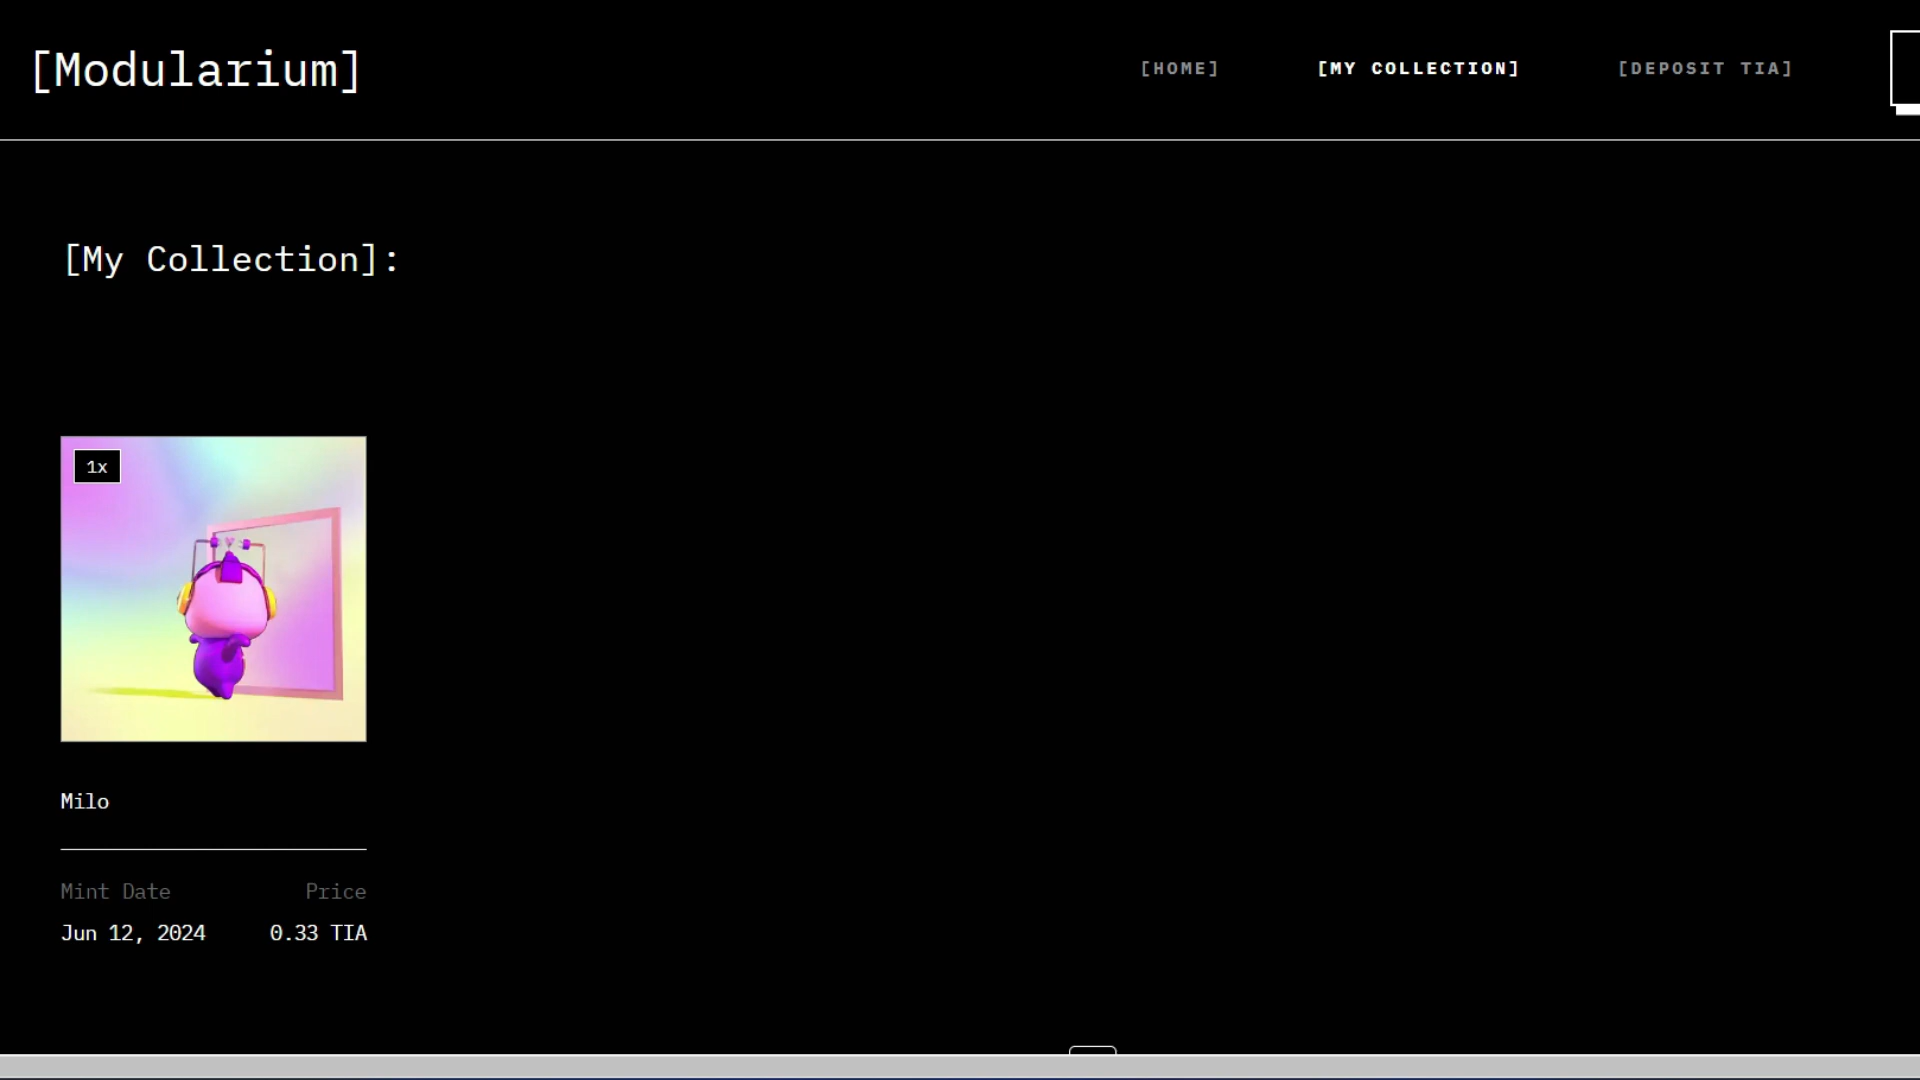 [Modularium]
[HOME]
[MY COLLECTION]
[DEPOSIT TIA]
[My Collection]:
1x
Milo
Mint Date
Price
Jun 12, 2024
0.33 TIA